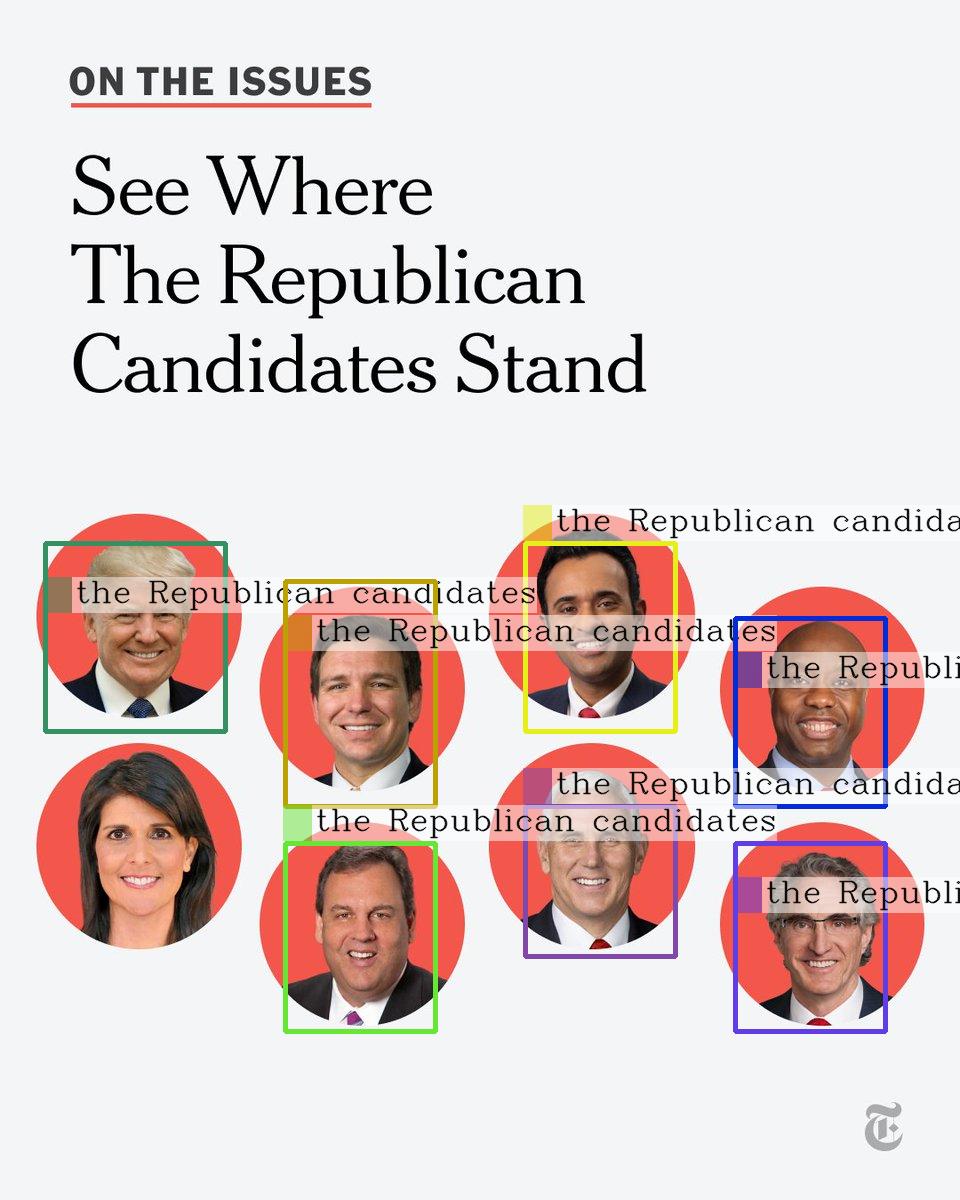 ON THE ISSUES
See Where
The Republican
Candidates Stand
the Republican candida
the Republican candidates
the Republican candidates
the Republi
the Republican candida
the Republican candidates
the Republi
T